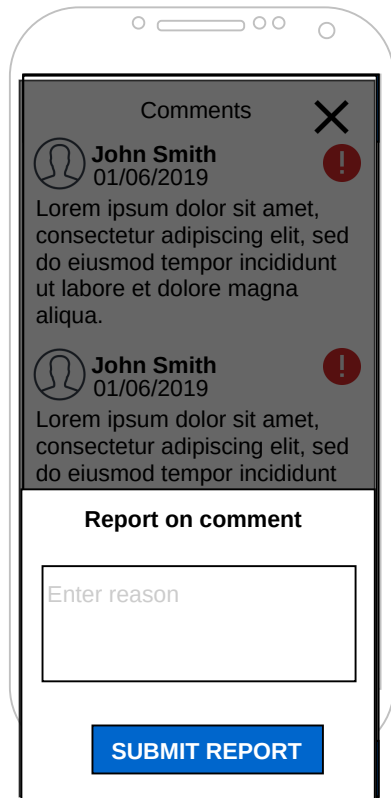 Comments
John Smith
01/06/2019
Lorem ipsum dolor sit amet,
consectetur adipiscing elit, sed
do eiusmod tempor incididunt
ut labore et dolore magna
aliqua.
John Smith
01/06/2019
Lorem ipsum dolor sit amet,
consectetur adipiscing elit, sed
do eiusmod tempor incididunt
Report on comment
Enter reason
SUBMIT REPORT